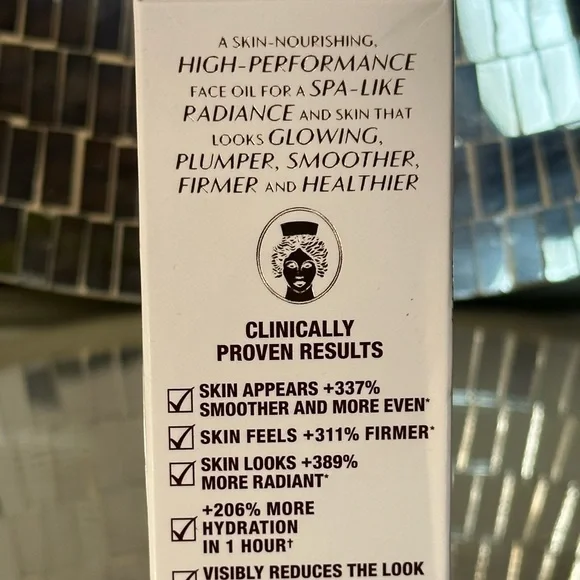 A SKIN-NOURISHING,
HIGH-PERFORMANCE
FACE OIL FOR A SPA-LIKE
RADIANCE AND SKIN THAT
LOOKS GLOWING,
PLUMPER, SMOOTHER,
FIRMER AND HEALTHIER
CLINICALLY
PROVEN RESULTS
SKIN APPEARS +337%
SMOOTHER AND MORE EVEN*
SKIN FEELS +311% FIRMER*
SKIN LOOKS +389%
MORE RADIANT*
+206% MORE
HYDRATION
IN 1 HOUR†
VISIBLY REDUCES THE LOOK